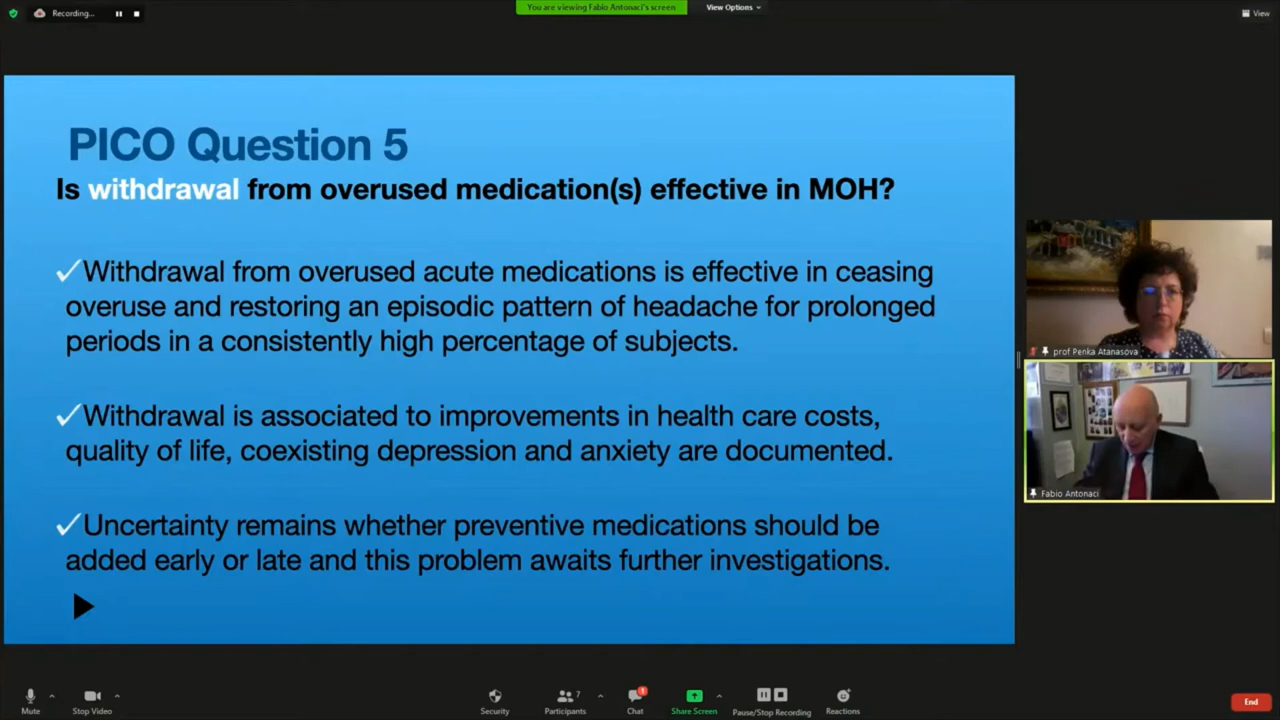 Recording...
You are viewing Fabio Antonaci's screen
View Options
View
PICO Question 5
Is withdrawal from overused medication(s) effective in MOH?
✓Withdrawal from overused acute medications is effective in ceasing
overuse and restoring an episodic pattern of headache for prolonged
periods in a consistently high percentage of subjects.
✓Withdrawal is associated to improvements in health care costs,
quality of life, coexisting depression and anxiety are documented.
✓Uncertainty remains whether preventive medications should be
added early or late and this problem awaits further investigations.
prof Penka Atanasova
Fabio Antonaci
Mute
Stop Video
Security
Participants
7
Chat
1
Share Screen
Pause/Stop Recording
Reactions
End